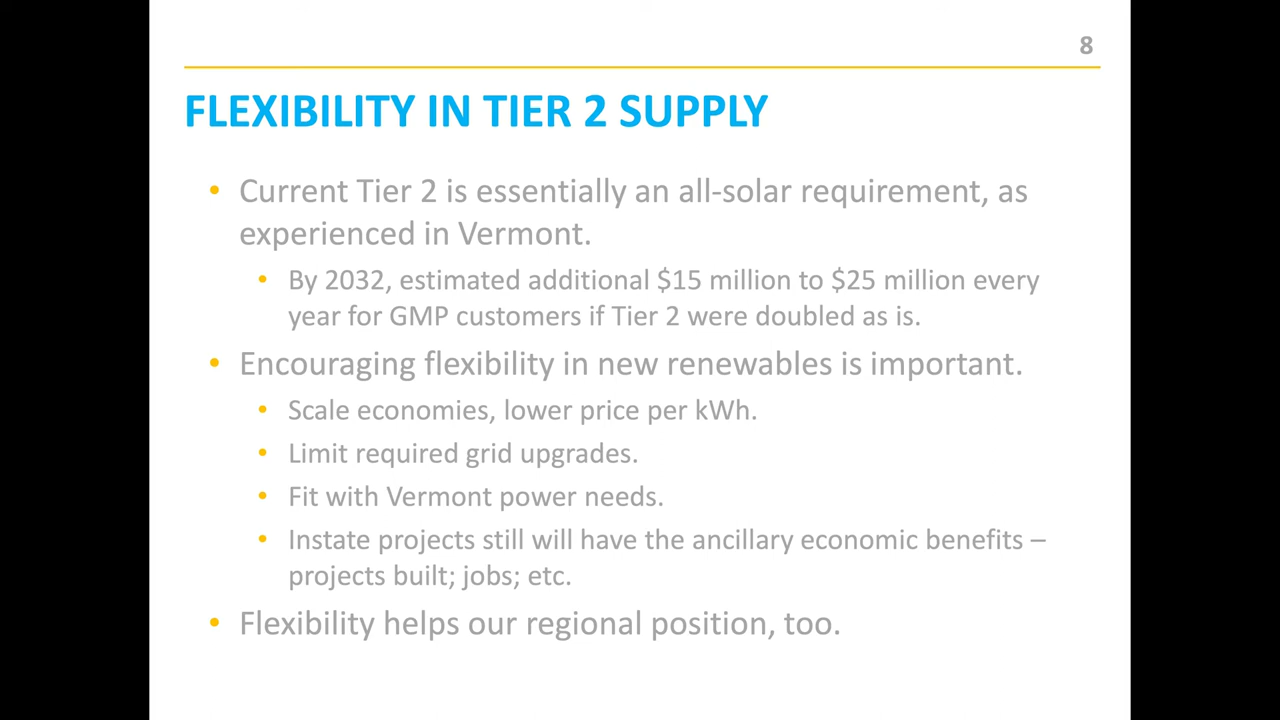 8
FLEXIBILITY IN TIER 2 SUPPLY
• Current Tier 2 is essentially an all-solar requirement, as
experienced in Vermont.
• By 2032, estimated additional $15 million to $25 million every
year for GMP customers if Tier 2 were doubled as is.
• Encouraging flexibility in new renewables is important.
• Scale economies, lower price per kWh.
• Limit required grid upgrades.
• Fit with Vermont power needs.
• Instate projects still will have the ancillary economic benefits –
projects built; jobs; etc.
• Flexibility helps our regional position, too.